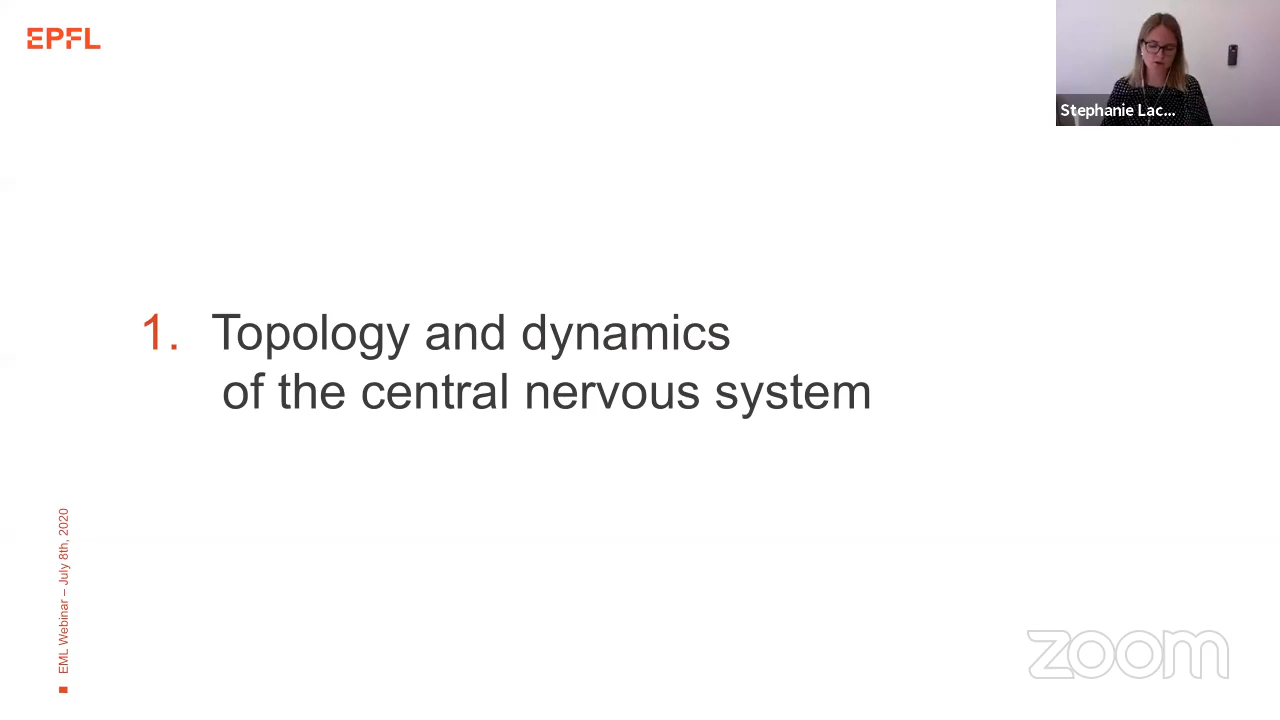 EPFL
Stephanie Lac...
1. Topology and dynamics
of the central nervous system
EML Webinar – July 8th, 2020
zoom